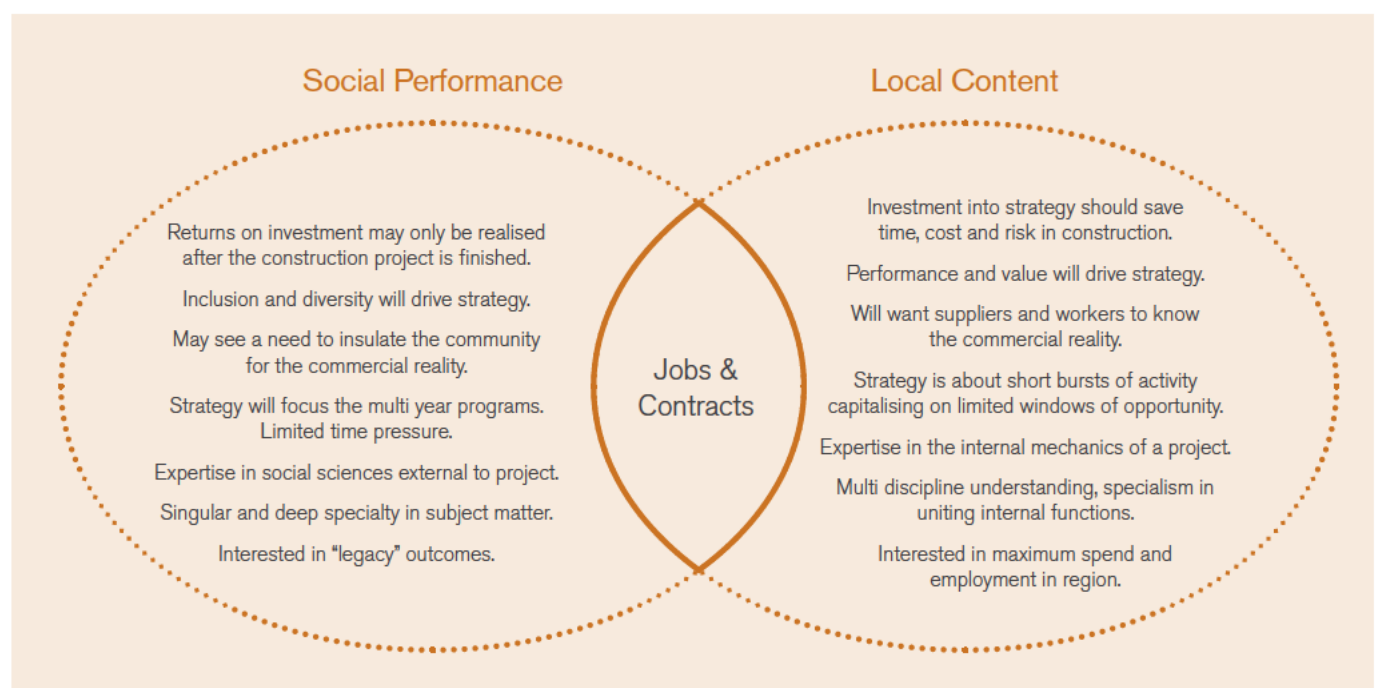 Social Performance
Returns on investment may only be realised
after the construction project is finished.
Inclusion and diversity will drive strategy.
May see a need to insulate the community
for the commercial reality.
Strategy will focus the multi year programs.
Limited time pressure.
Expertise in social sciences external to project.
Singular and deep specialty in subject matter.
Interested in “legacy” outcomes.
Jobs &
Contracts
Local Content
Investment into strategy should save
time, cost and risk in construction.
Performance and value will drive strategy.
Will want suppliers and workers to know
the commercial reality.
Strategy is about short bursts of activity
capitalising on limited windows of opportunity.
Expertise in the internal mechanics of a project.
Multi discipline understanding, specialism in
uniting internal functions.
Interested in maximum spend and
employment in region.